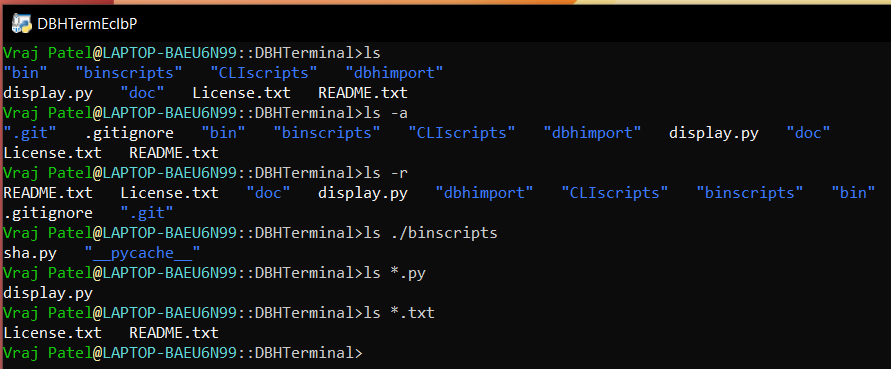 DBHTermEclbP
Vraj Patel@LAPTOP-BAEU6N99::DBHTerminal>ls
"bin"   "binscripts"   "CLIscripts"   "dbhimport"
display.py   "doc"   License.txt   README.txt
Vraj Patel@LAPTOP-BAEU6N99::DBHTerminal>ls -a
".git"   .gitignore   "bin"   "binscripts"   "CLIscripts"   "dbhimport"   display.py   "doc"
License.txt   README.txt
Vraj Patel@LAPTOP-BAEU6N99::DBHTerminal>ls -r
README.txt   License.txt   "doc"   display.py   "dbhimport"   "CLIscripts"   "binscripts"   "bin"
.gitignore   ".git"
Vraj Patel@LAPTOP-BAEU6N99::DBHTerminal>ls ./binscripts
sha.py   "__pycache__"
Vraj Patel@LAPTOP-BAEU6N99::DBHTerminal>ls *.py
display.py
Vraj Patel@LAPTOP-BAEU6N99::DBHTerminal>ls *.txt
License.txt   README.txt
Vraj Patel@LAPTOP-BAEU6N99::DBHTerminal>